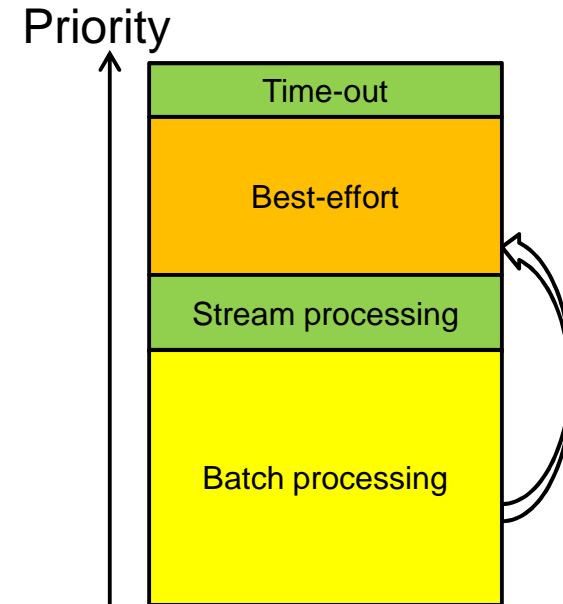 Priority
Time-out
Best-effort
Stream processing
Batch processing